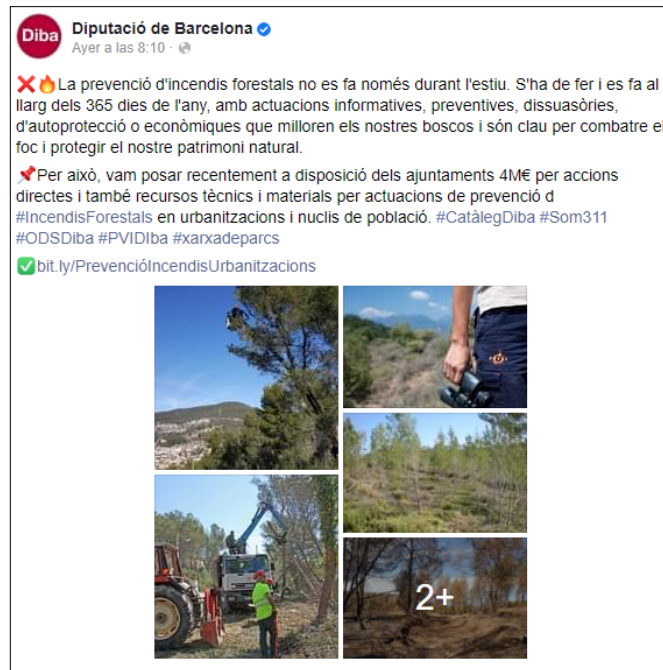 Diba
Diputació de Barcelona
Ayer a las 8:10 ·
La prevenció d'incendis forestals no es fa només durant l'estiu. S'ha de fer i es fa al
llarg dels 365 dies de l'any, amb actuacions informatives, preventives, dissuasòries,
d'autoprotecció o econòmiques que milloren els nostres boscos i són clau per combatre el
foc i protegir el nostre patrimoni natural.
Per això, vam posar recentement a disposició dels ajuntaments 4M€ per accions
directes i també recursos tècnics i materials per actuacions de prevenció d
#IncendisForestals en urbanitzacions i nuclis de població. #CatàlegDiba #Som311
#ODSDiba #PVIDIba #xarxadeparcs
bit.ly/PrevencióIncendisUrbanitzacions
2+